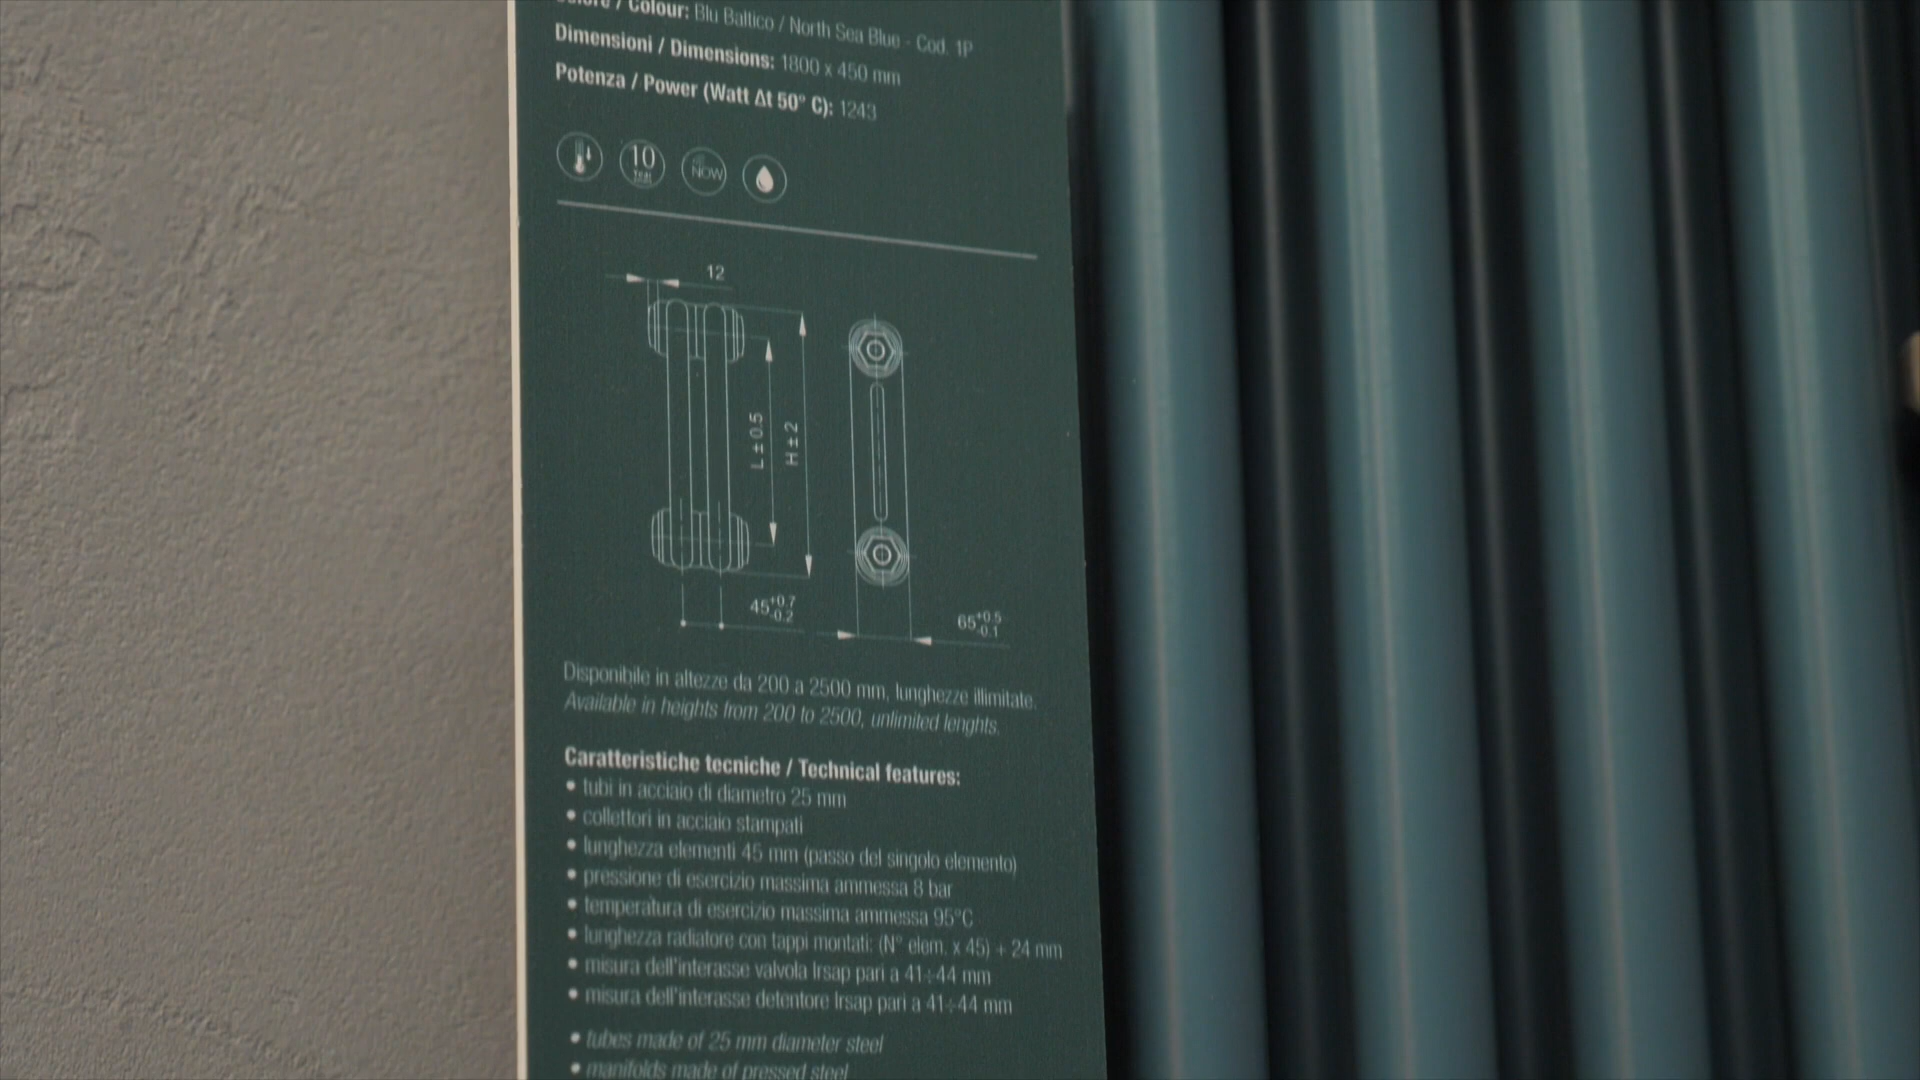 Colore / Colour: Blu Baltico / North Sea Blue - Cod. 1P
Dimensioni / Dimensions: 1800 x 450 mm
Potenza / Power (Watt Δt 50° C): 1243
10
Year
NOW
12
L ± 0.5
H ± 2
45 +0.7 -0.2
65 +0.5 -0.1
Disponibile in altezze da 200 a 2500 mm, lunghezze illimitate.
Available in heights from 200 to 2500, unlimited lenghts.
Caratteristiche tecniche / Technical features:
• tubi in acciaio di diametro 25 mm
• collettori in acciaio stampati
• lunghezza elementi 45 mm (passo del singolo elemento)
• pressione di esercizio massima ammessa 8 bar
• temperatura di esercizio massima ammessa 95°C
• lunghezza radiatore con tappi montati: (N° elem. x 45) + 24 mm
• misura dell'interasse valvola Irsap pari a 41÷44 mm
• misura dell'interasse detentore Irsap pari a 41÷44 mm
• tubes made of 25 mm diameter steel
• manifolds made of pressed steel